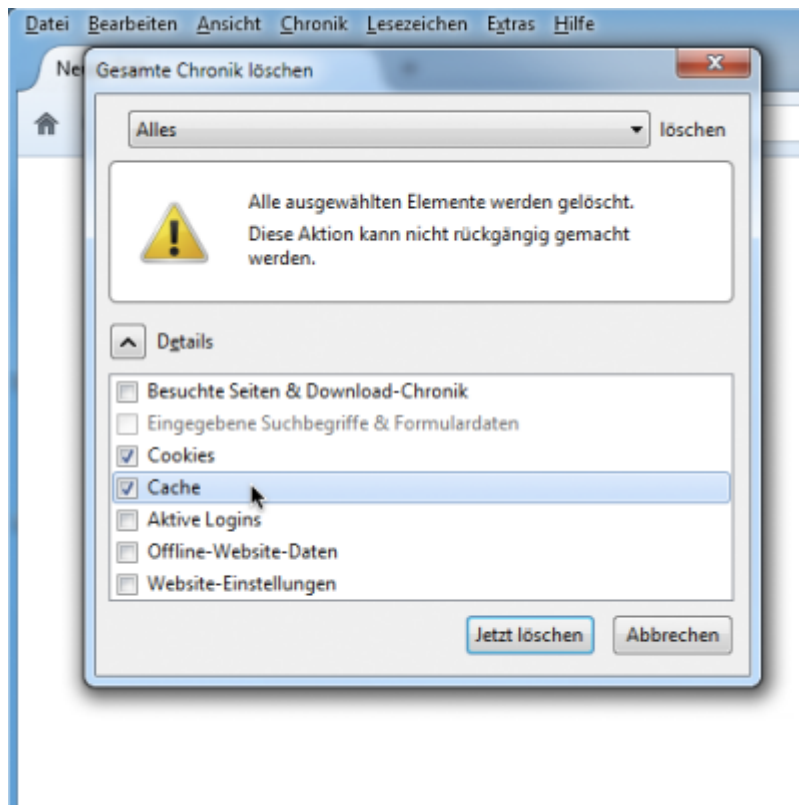 Datei Bearbeiten Ansicht Chronik Lesezeichen Extras Hilfe
Gesamte Chronik löschen
Alles löschen
Alle ausgewählten Elemente werden gelöscht.
Diese Aktion kann nicht rückgängig gemacht
werden.
Details
Besuchte Seiten & Download-Chronik
Eingegebene Suchbegriffe & Formulardaten
Cookies
Cache
Aktive Logins
Offline-Website-Daten
Website-Einstellungen
Jetzt löschen Abbrechen